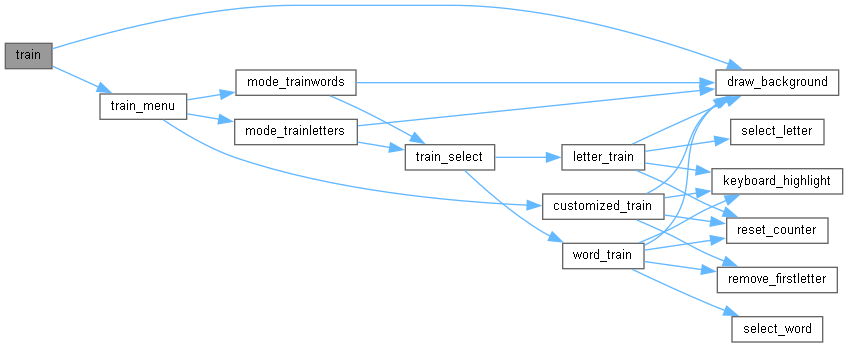 train
train_menu
mode_trainwords
mode_trainletters
train_select
letter_train
customized_train
word_train
draw_background
select_letter
keyboard_highlight
reset_counter
remove_firstletter
select_word